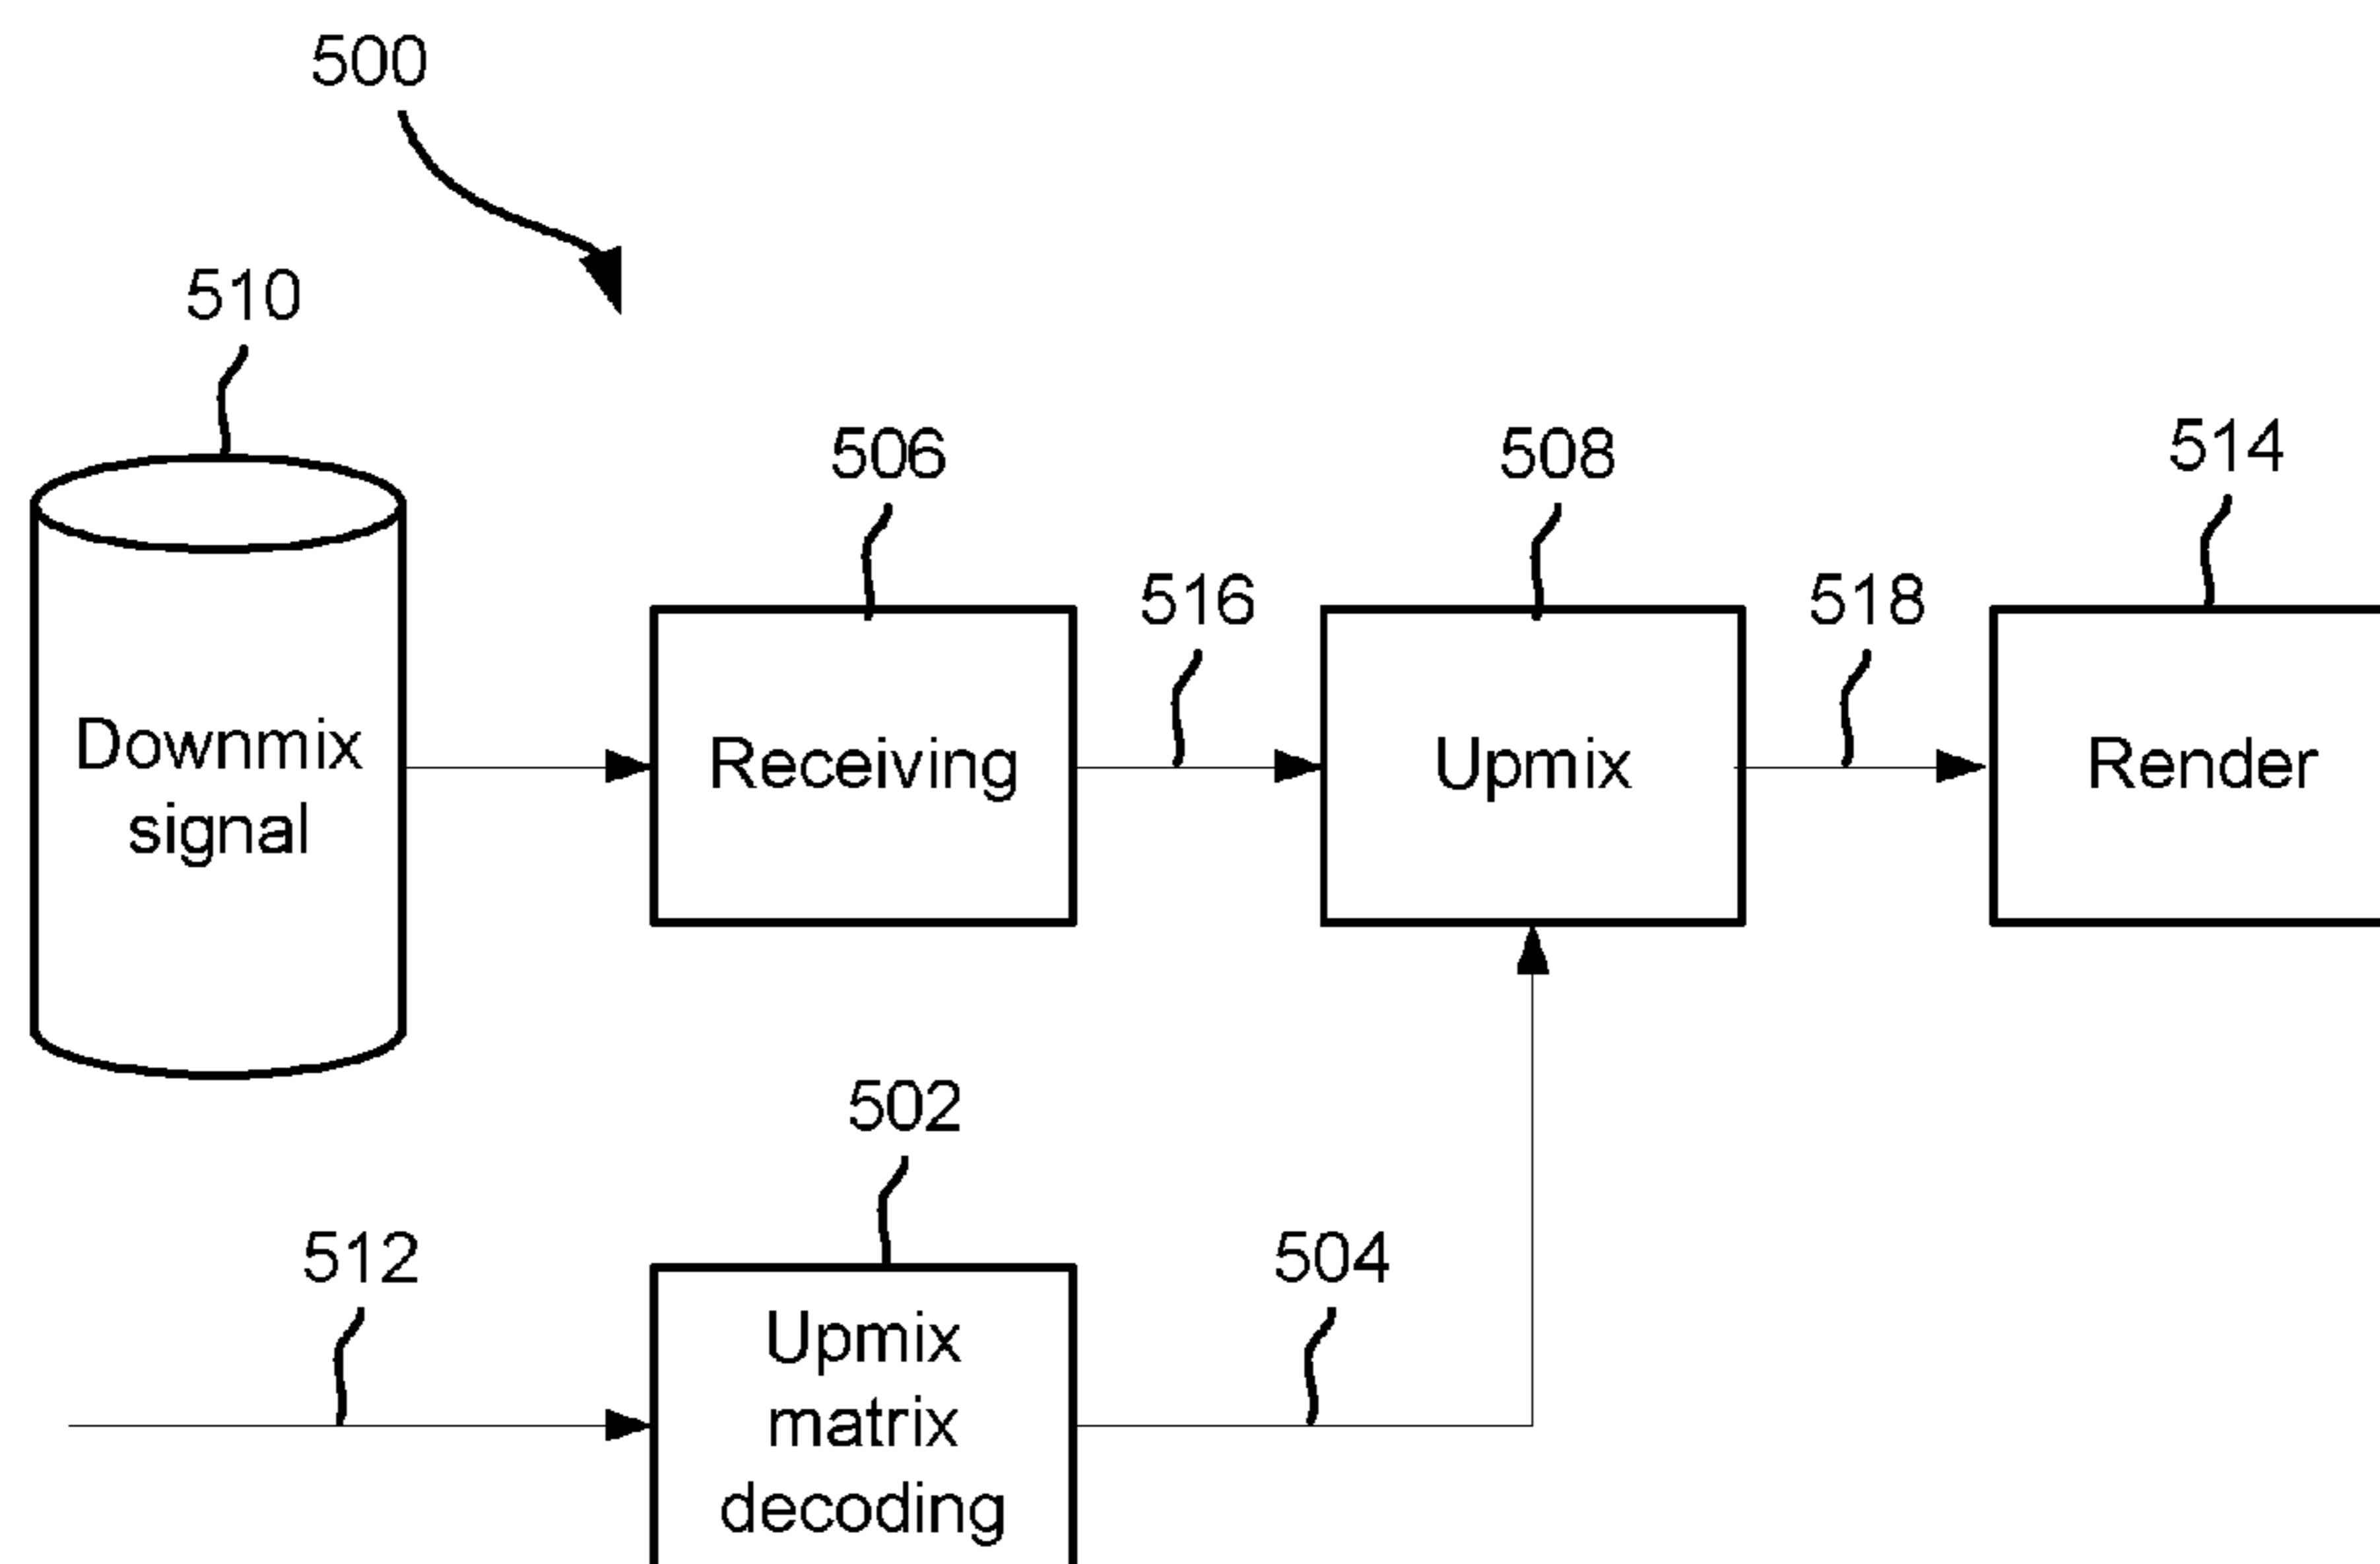 500
510
506
508
514
516
518
Downmix
signal
Receiving
Upmix
Render
502
512
504
Upmix
matrix
decoding